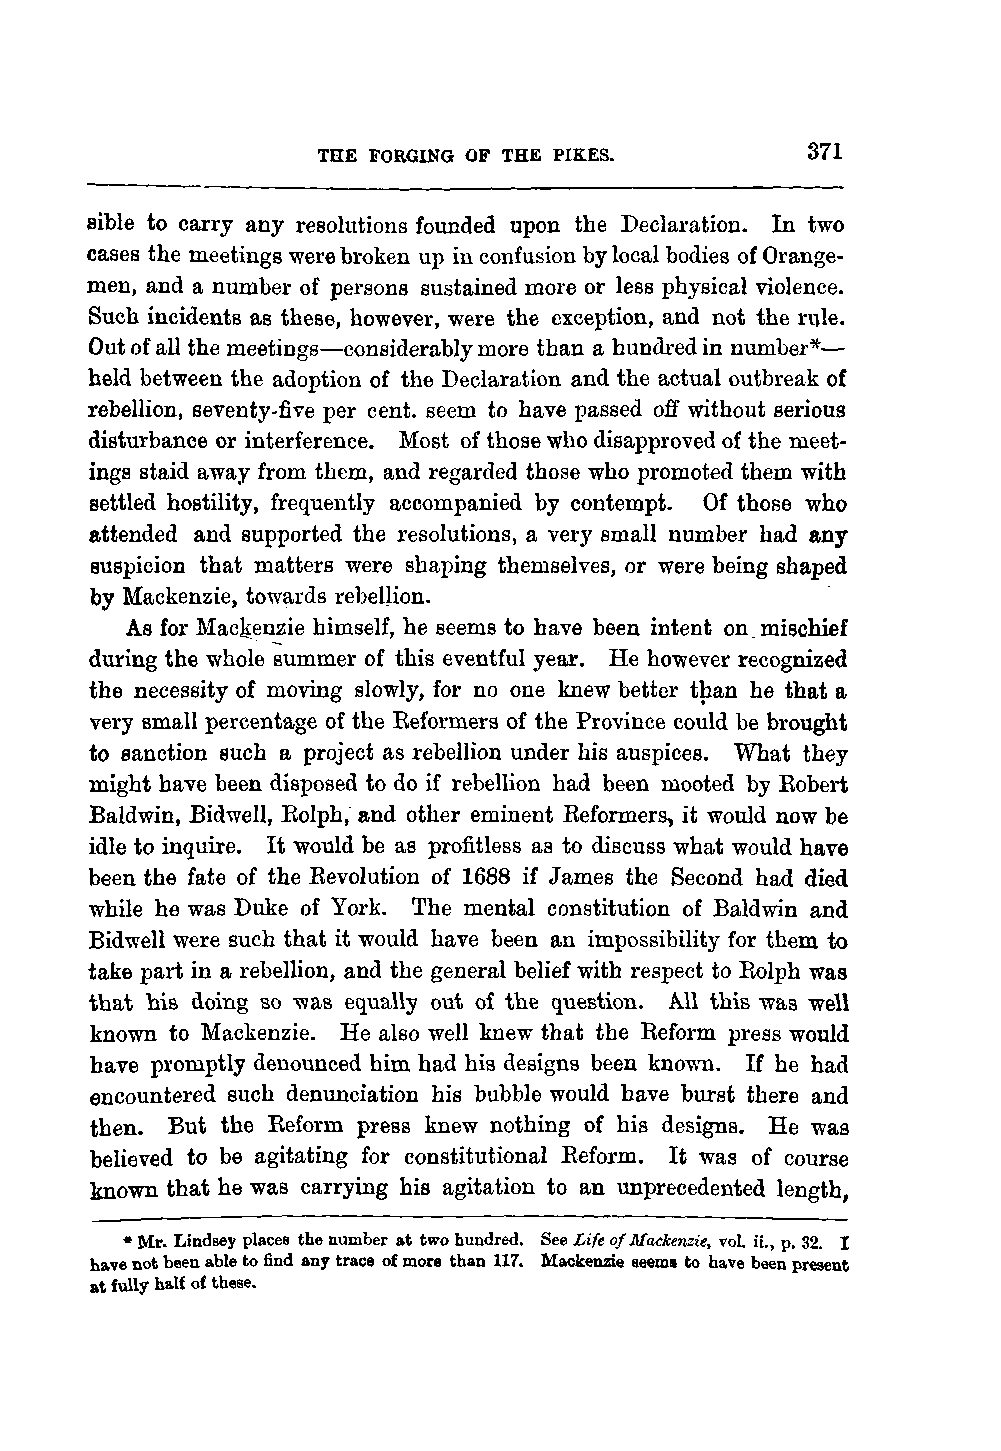 THE FORGING OF THE PIKES. 371
sible to carry any resolutions founded upon the Declaration. In two
cases the meetings were broken up in confusion by local bodies of Orange-
men, and a number of persons sustained more or less physical violence.
Such incidents as these, however, were the exception, and not the rule.
Out of all the meetings—considerably more than a hundred in number*—
held between the adoption of the Declaration and the actual outbreak of
rebellion, seventy-five per cent. seem to have passed off without serious
disturbance or interference. Most of those who disapproved of the meet-
ings staid away from them, and regarded those who promoted them with
settled hostility, frequently accompanied by contempt. Of those who
attended and supported the resolutions, a very small number had any
suspicion that matters were shaping themselves, or were being shaped
by Mackenzie, towards rebellion.
As for Mackenzie himself, he seems to have been intent on mischief
during the whole summer of this eventful year. He however recognized
the necessity of moving slowly, for no one knew better than he that a
very small percentage of the Reformers of the Province could be brought
to sanction such a project as rebellion under his auspices. What they
might have been disposed to do if rebellion had been mooted by Robert
Baldwin, Bidwell, Rolph, and other eminent Reformers, it would now be
idle to inquire. It would be as profitless as to discuss what would have
been the fate of the Revolution of 1688 if James the Second had died
while he was Duke of York. The mental constitution of Baldwin and
Bidwell were such that it would have been an impossibility for them to
take part in a rebellion, and the general belief with respect to Rolph was
that his doing so was equally out of the question. All this was well
known to Mackenzie. He also well knew that the Reform press would
have promptly denounced him had his designs been known. If he had
encountered such denunciation his bubble would have burst there and
then. But the Reform press knew nothing of his designs. He was
believed to be agitating for constitutional Reform. It was of course
known that he was carrying his agitation to an unprecedented length,
* Mr. Lindsey places the number at two hundred. See Life of Mackenzie, vol. ii., p. 32. I
have not been able to find any trace of more than 117. Mackenzie seems to have been present
at fully half of these.